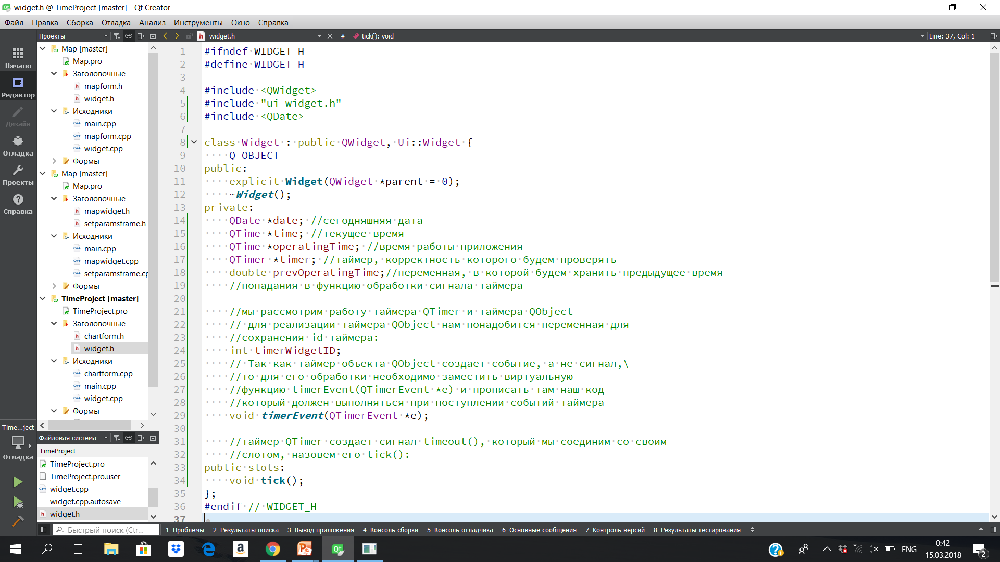 widget.h @ TimeProject [master] - Qt Creator
Файл Правка Сборка Отладка Анализ Инструменты Окно Справка
Проекты
widget.h
#
tick(): void
Line: 37, Col: 1
Начало
Редактор
Дизайн
Отладка
Проекты
Справка
Time...ject
Отладка
Map [master]
Map.pro
Заголовочные
mapform.h
widget.h
Исходники
main.cpp
mapform.cpp
widget.cpp
Формы
Map [master]
Map.pro
Заголовочные
mapwidget.h
setparamsframe.h
Исходники
main.cpp
mapwidget.cpp
setparamsframe.cp
Формы
TimeProject [master]
TimeProject.pro
Заголовочные
chartform.h
widget.h
Исходники
chartform.cpp
main.cpp
widget.cpp
Формы
Файловая система
TimeProject
TimeProject.pro
TimeProject.pro.user
widget.cpp
widget.cpp.autosave
widget.h
1 #ifndef WIDGET_H
2 #define WIDGET_H
3
4 #include <QWidget>
5 #include "ui_widget.h"
6 #include <QDate>
7
8 class Widget : public QWidget, Ui::Widget {
9     Q_OBJECT
10 public:
11     explicit Widget(QWidget *parent = 0);
12     ~Widget();
13 private:
14     QDate *date; //сегодняшняя дата
15     QTime *time; //текущее время
16     QTime *operatingTime; //время работы приложения
17     QTimer *timer; //таймер, корректность которого будем проверять
18     double prevOperatingTime;//переменная, в которой будем хранить предыдущее время
19     //попадания в функцию обработки сигнала таймера
20
21     //мы рассмотрим работу таймера QTimer и таймера QObject
22     // для реализации таймера QObject нам понадобится переменная для
23     //сохранения id таймера:
24     int timerWidgetID;
25     // Так как таймер объекта QObject создает событие, а не сигнал,\
26     //то для его обработки необходимо заместить виртуальную
27     //функцию timerEvent(QTimerEvent *e) и прописать там наш код
28     //который должен выполняться при поступлении событий таймера
29     void timerEvent(QTimerEvent *e);
30
31     //таймер QTimer создает сигнал timeout(), который мы соединим со своим
32     //слотом, назовем его tick():
33 public slots:
34     void tick();
35 };
36 #endif // WIDGET_H
37
Быстрый поиск (Ctr...
1 Проблемы 2 Результаты поиска 3 Вывод приложения 4 Консоль сборки 5 Консоль отладчика 6 Основные сообщения 7 Контроль версий 8 Результаты тестирования
ENG
0:42
15.03.2018
2